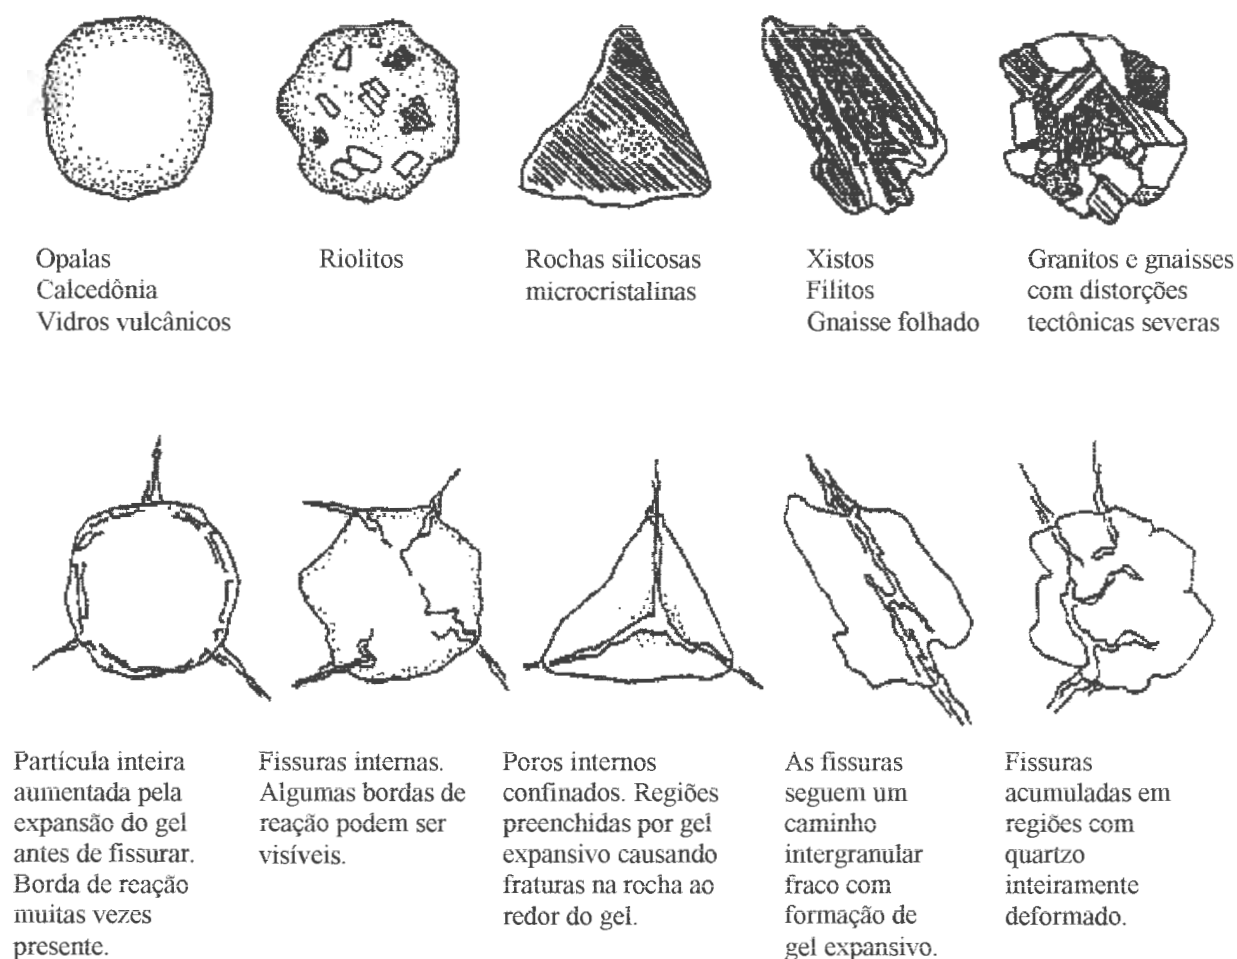 Opalas
Calcedônia
Vidros vulcânicos
Riolitos
Rochas silicosas
microcristalinas
Xistos
Filitos
Gnaisse folhado
Granitos e gnaisses
com distorções
tectônicas severas
Partícula inteira
aumentada pela
expansão do gel
antes de fissurar.
Borda de reação
muitas vezes
presente.
Fissuras internas.
Algumas bordas de
reação podem ser
visíveis.
Poros internos
confinados. Regiões
preenchidas por gel
expansivo causando
fraturas na rocha ao
redor do gel.
As fissuras
seguem um
caminho
intergranular
fraco com
formação de
gel expansivo.
Fissuras
acumuladas em
regiões com
quartzo
inteiramente
deformado.